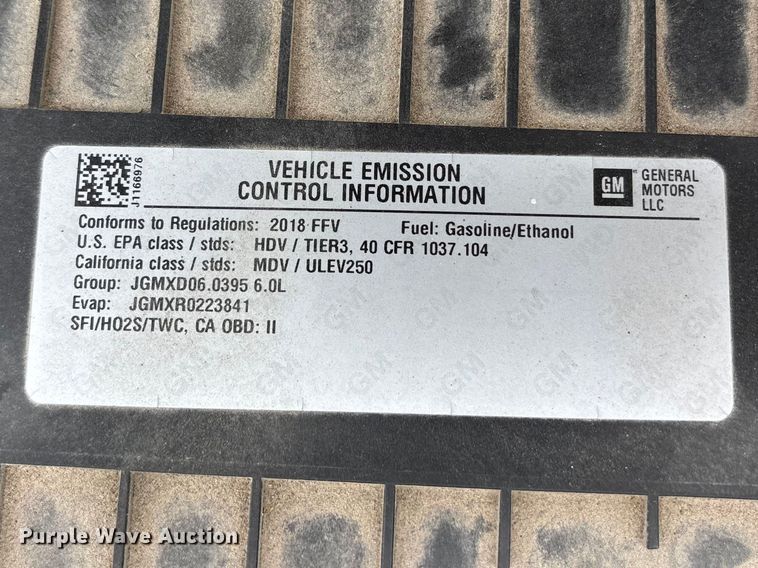 J1166976
VEHICLE EMISSION
CONTROL INFORMATION
GM
GENERAL
MOTORS
LLC
Conforms to Regulations: 2018 FFV Fuel: Gasoline/Ethanol
U.S. EPA class / stds: HDV / TIER3, 40 CFR 1037.104
California class / stds: MDV / ULEV250
Group: JGMXD06.0395 6.0L
Evap: JGMXR0223841
SFI/HO2S/TWC, CA OBD: II
Purple Wave Auction